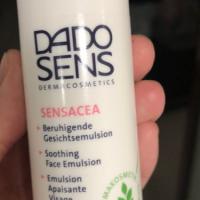 DADO
SENS
DERMACOSMETICS
SENSACEA
+ Beruhigende
Gesichtsemulsion
+ Soothing
Face Emulsion
+ Emulsion
Apaisante
Visage